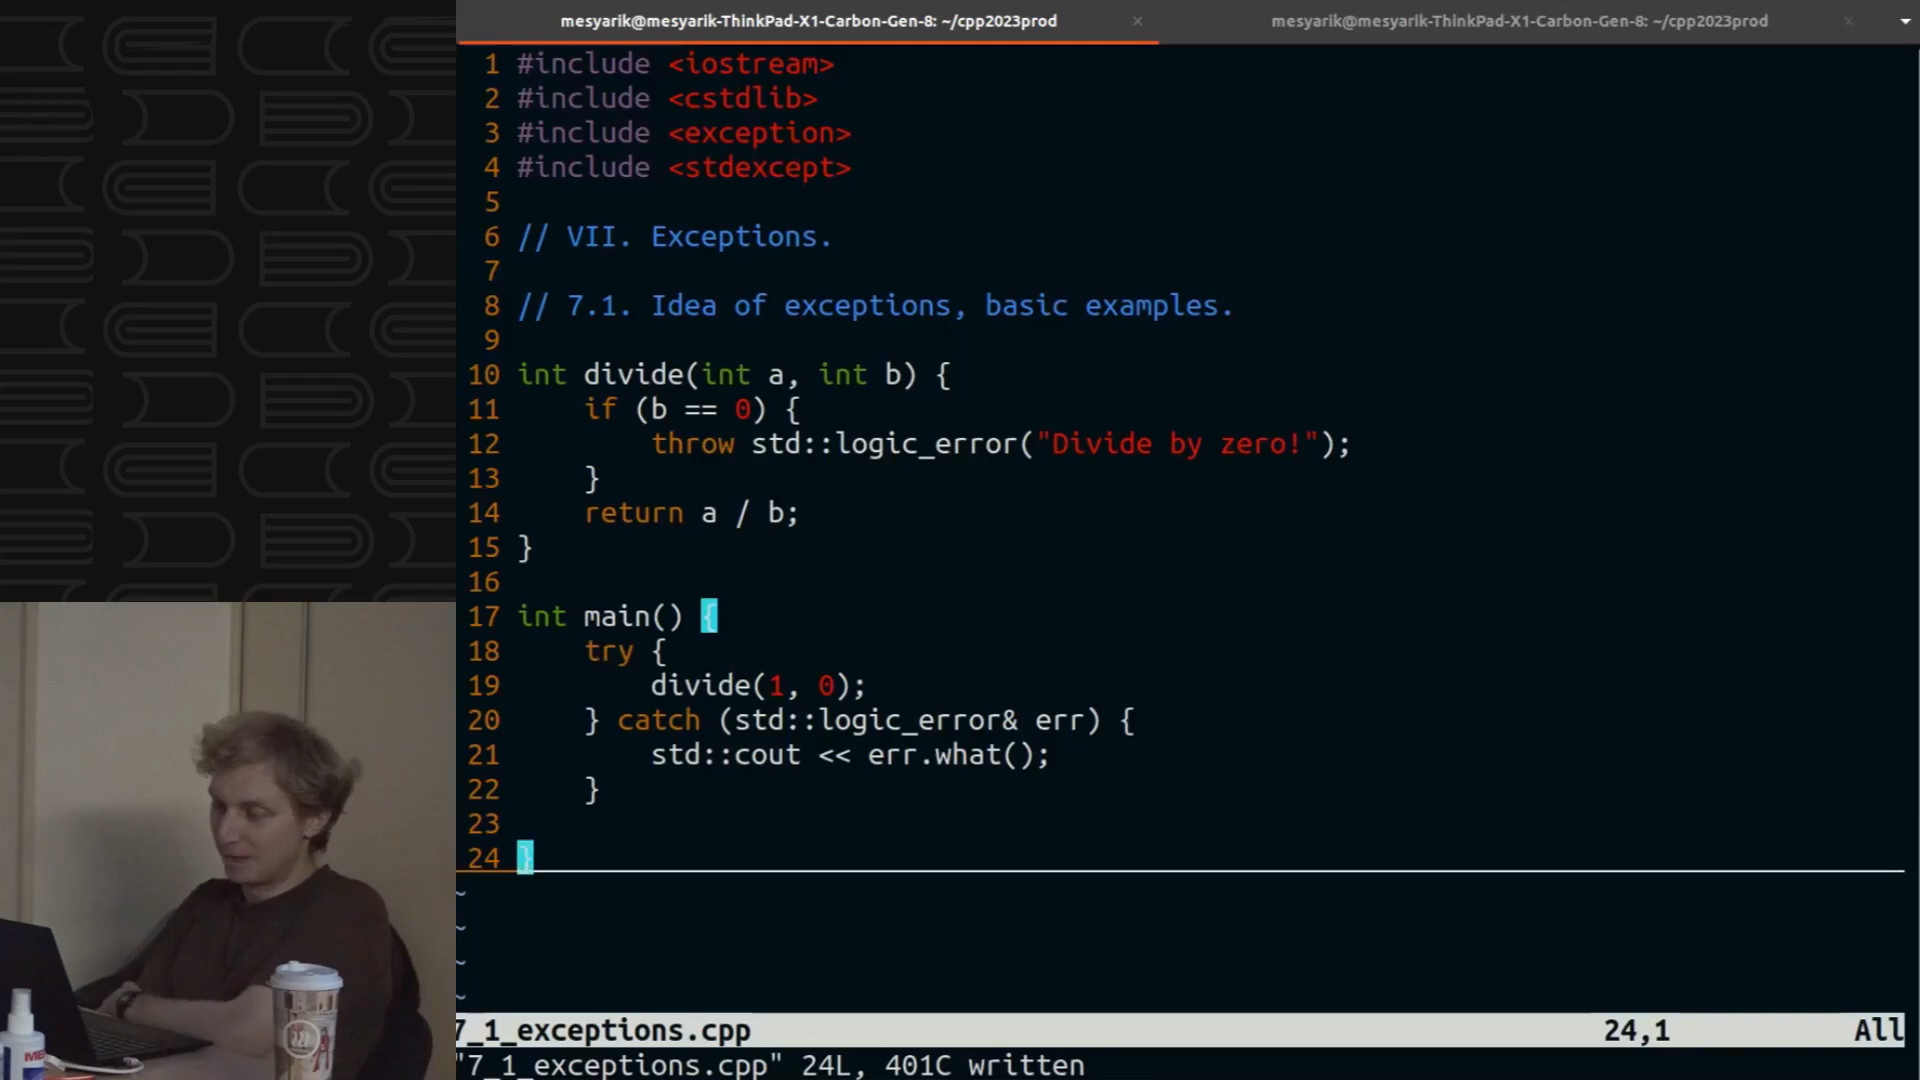 mesyarik@mesyarik-ThinkPad-X1-Carbon-Gen-8: ~/cpp2023prod × mesyarik@mesyarik-ThinkPad-X1-Carbon-Gen-8: ~/cpp2023prod ×
1 #include <iostream>
2 #include <cstdlib>
3 #include <exception>
4 #include <stdexcept>
5
6 // VII. Exceptions.
7
8 // 7.1. Idea of exceptions, basic examples.
9
10 int divide(int a, int b) {
11     if (b == 0) {
12         throw std::logic_error("Divide by zero!");
13     }
14     return a / b;
15 }
16
17 int main() {
18     try {
19         divide(1, 0);
20     } catch (std::logic_error& err) {
21         std::cout << err.what();
22     }
23
24 }
~
~
~
~
7_1_exceptions.cpp 24,1 All
"7_1_exceptions.cpp" 24L, 401C written